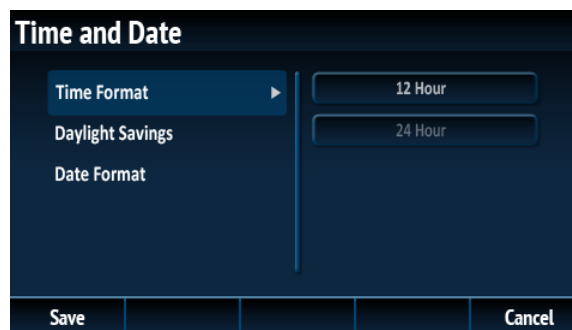 Time and Date
Time Format
12 Hour
Daylight Savings
24 Hour
Date Format
Save
Cancel